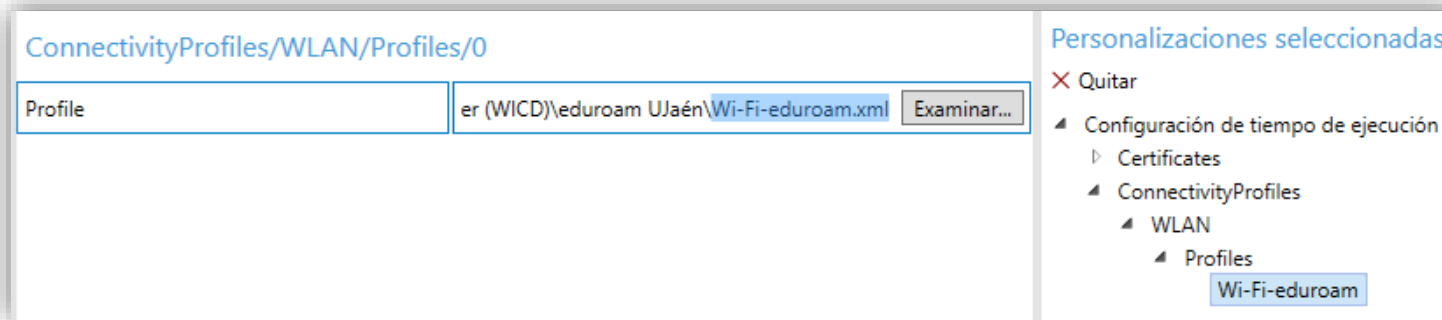 ConnectivityProfiles/WLAN/Profiles/0
Profile
er (WICD)\eduroam UJaén\Wi-Fi-eduroam.xml
Examinar...
Personalizaciones seleccionadas
Quitar
Configuración de tiempo de ejecución
Certificates
ConnectivityProfiles
WLAN
Profiles
Wi-Fi-eduroam